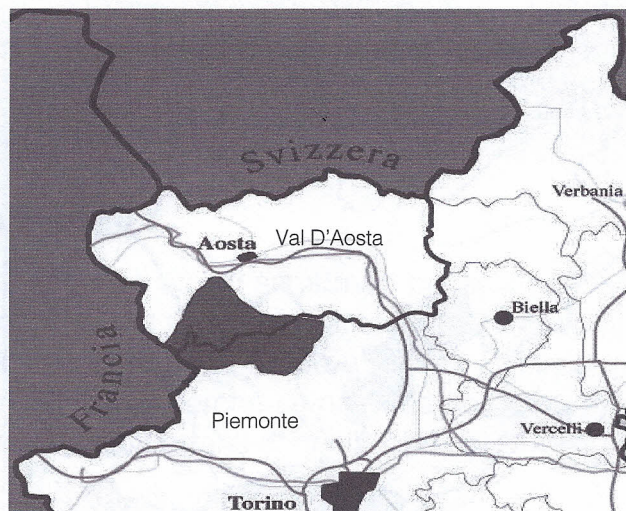 Svizzera
Verbania
Aosta
Val D'Aosta
Biella
Francia
Piemonte
Vercelli
Torino